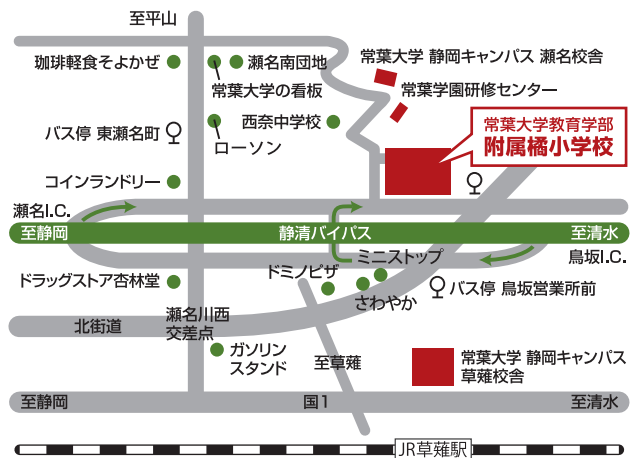 至平山
珈琲軽食そよかぜ
瀬名南団地
常葉大学の看板
常葉大学 静岡キャンパス 瀬名校舎
常葉学園研修センター
バス停 東瀬名町
西奈中学校
ローソン
常葉大学教育学部
附属橘小学校
コインランドリー
瀬名I.C.
至静岡
静清バイパス
至清水
ミニストップ
鳥坂I.C.
ドラッグストア杏林堂
ドミノピザ
さわやか
バス停 鳥坂営業所前
瀬名川西
交差点
北街道
ガソリン
スタンド
至草薙
常葉大学 静岡キャンパス
草薙校舎
至静岡
国1
至清水
JR草薙駅